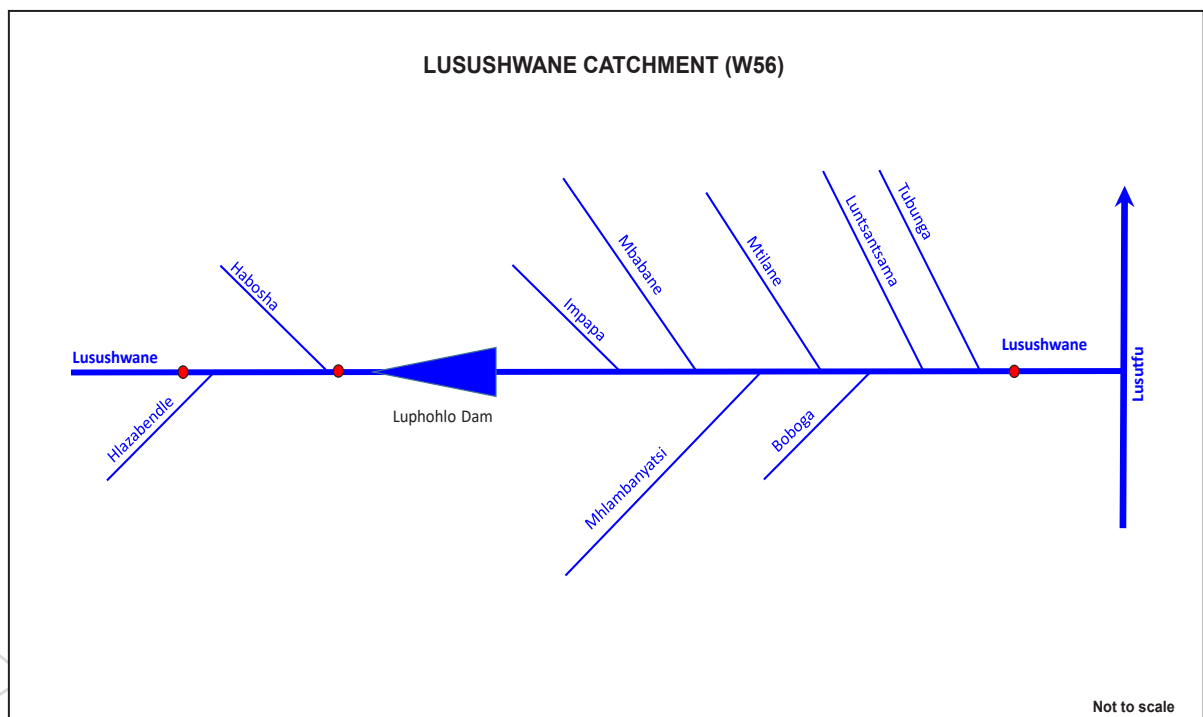 LUSUSHWANE CATCHMENT (W56)
Habosha
Impapa
Mbabane
Mtilane
Luntsantsama
Tubunga
Lusushwane
Lusushwane
Luphohlo Dam
Hlazabendle
Mhlambanyatsi
Boboga
Lusutfu
Not to scale